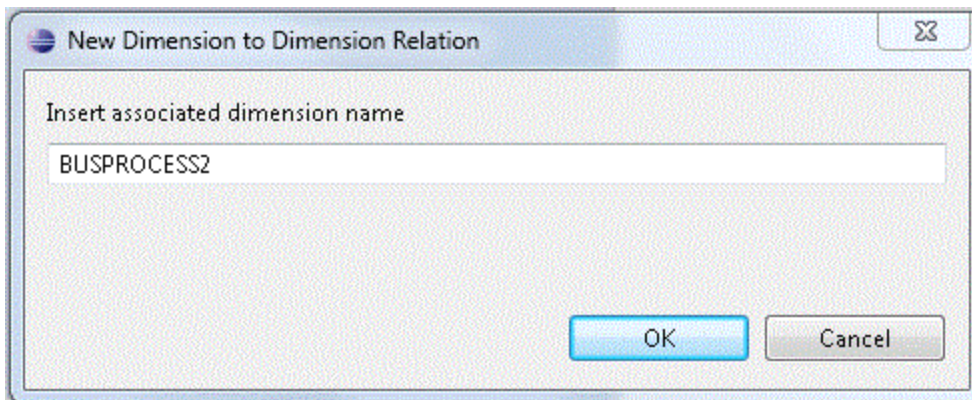 New Dimension to Dimension Relation
Insert associated dimension name
BUSPROCESS2
OK
Cancel